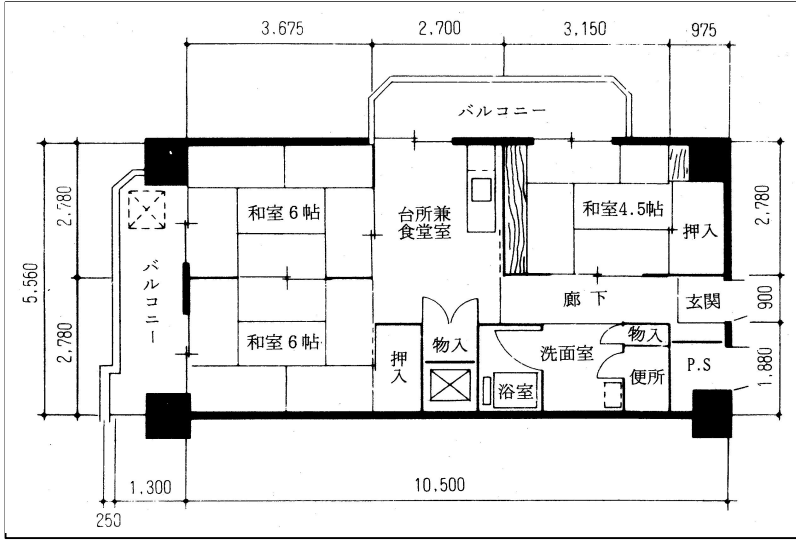 3.675
2.700
3,150
975
バルコニー
2.780
2.780
5.560
2,780
900
1.880
和室6帖
台所兼
食堂室
和室4.5帖
押入
バルコニー
廊下
玄関
和室6帖
押入
物入
洗面室
物入
浴室
便所
P.S
1.300
10,500
250